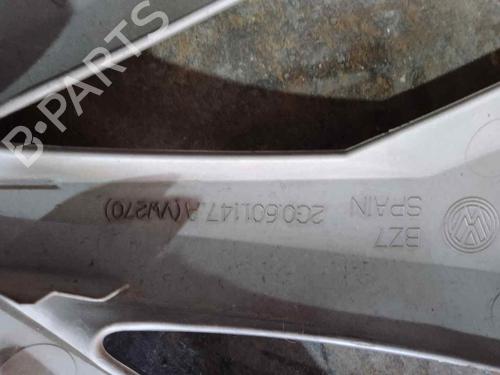 B-PARTS
2G0.601.147.A (VW270)
SPAIN
BZ7